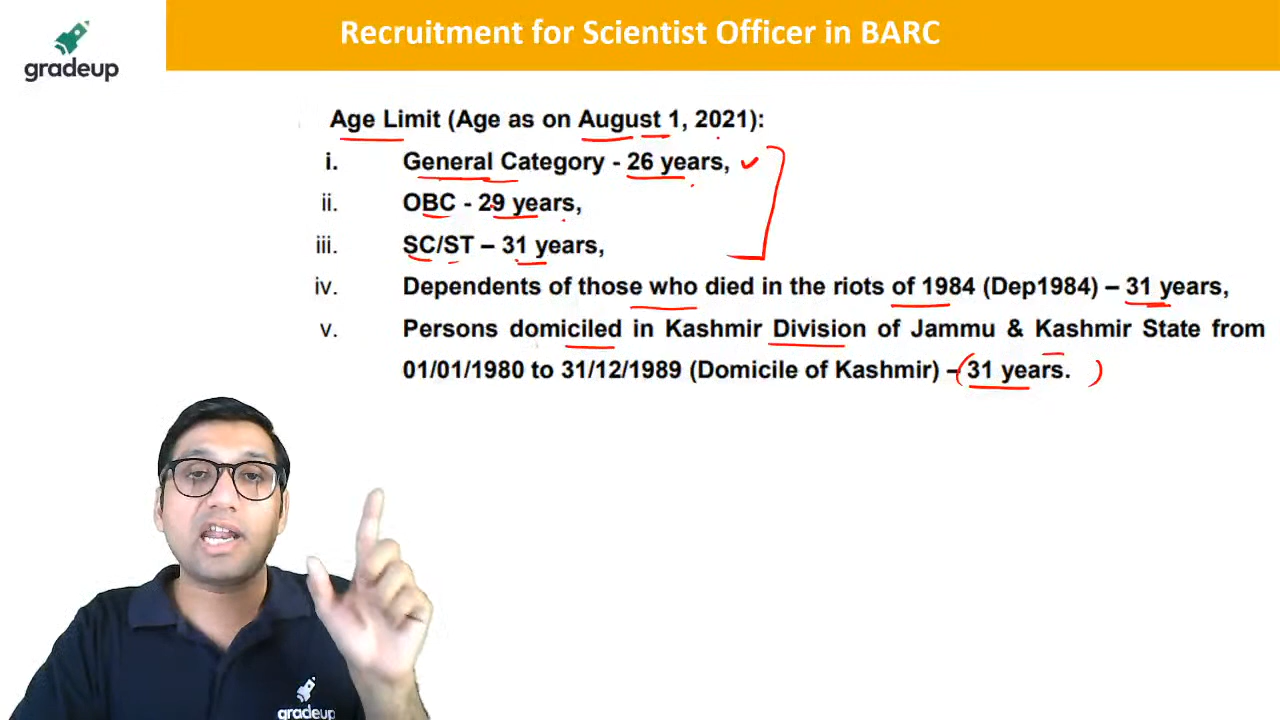 Recruitment for Scientist Officer in BARC
gradeup
Age Limit (Age as on August 1, 2021):
i. General Category - 26 years,
ii. OBC - 29 years,
iii. SC/ST – 31 years,
iv. Dependents of those who died in the riots of 1984 (Dep1984) – 31 years,
v. Persons domiciled in Kashmir Division of Jammu & Kashmir State from
01/01/1980 to 31/12/1989 (Domicile of Kashmir) – 31 years.
gradeup